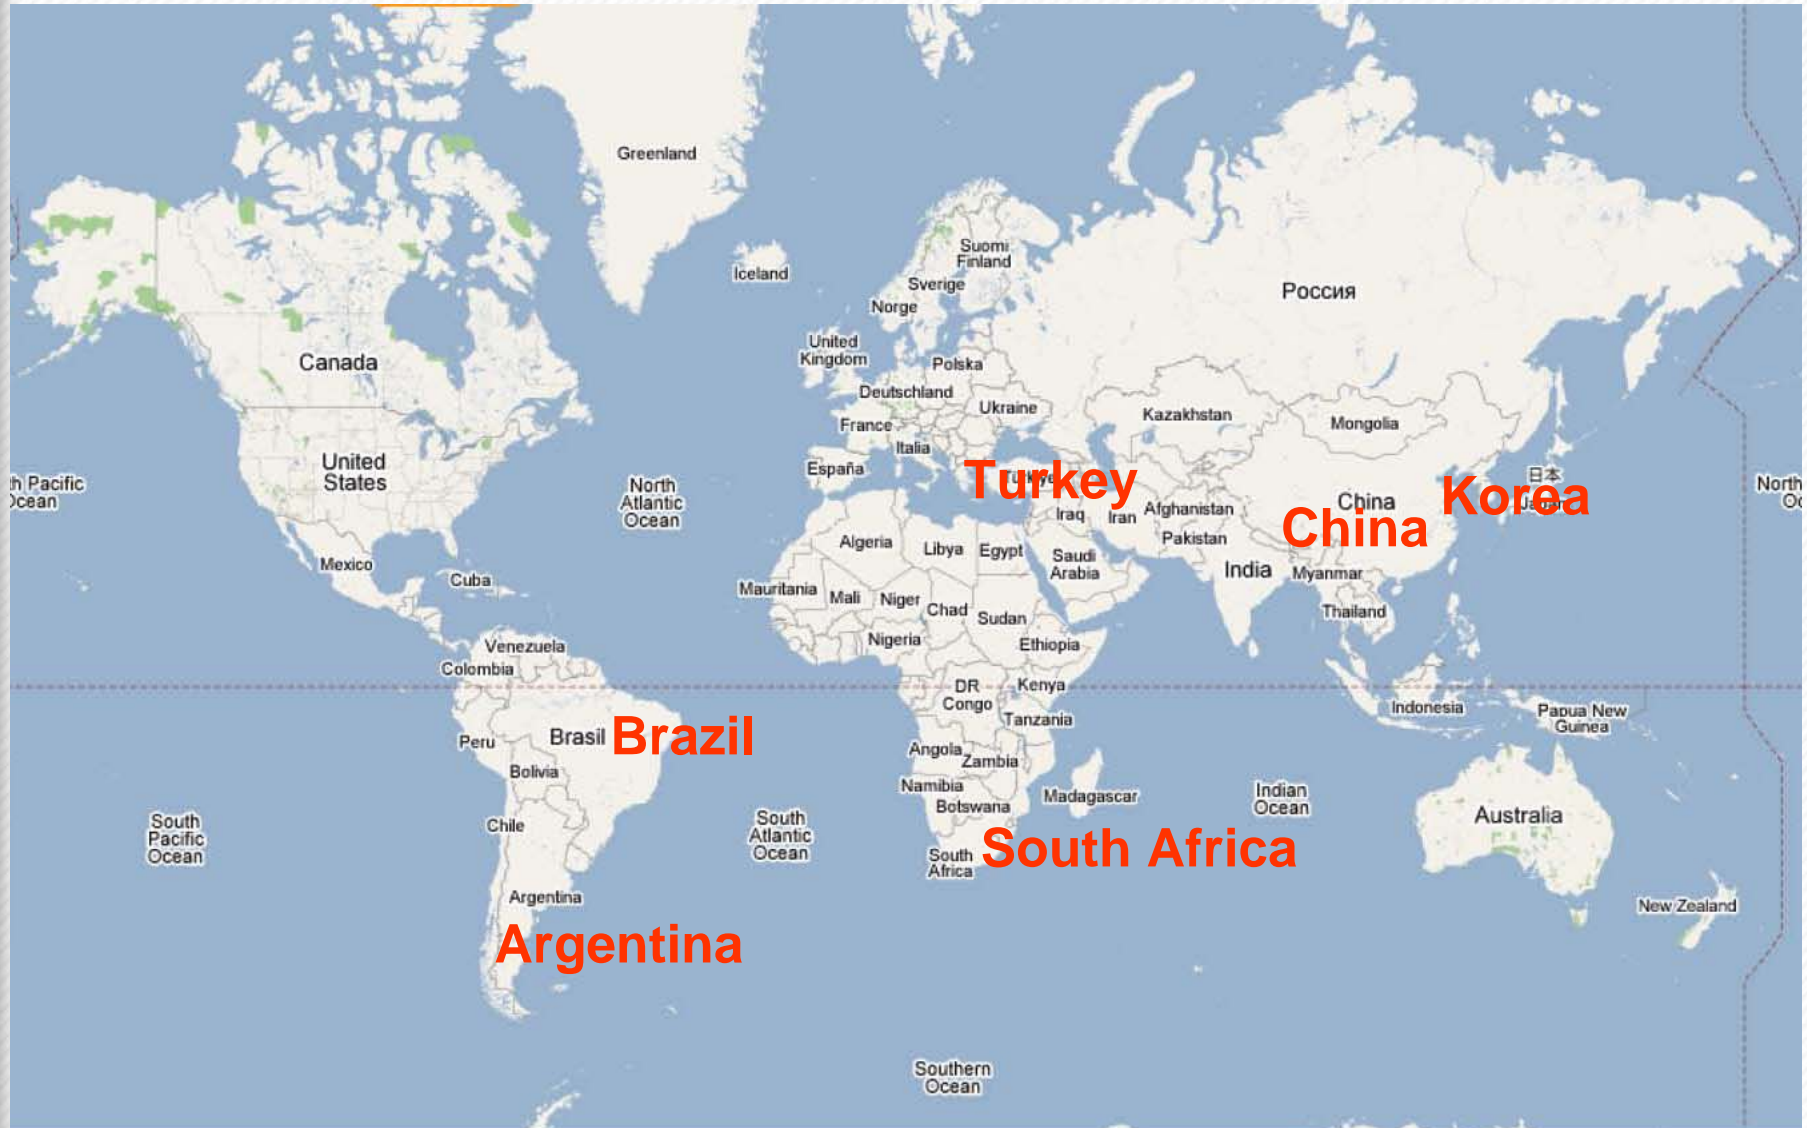 Greenland
Iceland
Suomi
Finland
Sverige
Norge
Россия
United
Kingdom
Polska
Canada
Deutschland
Ukraine
Kazakhstan
Mongolia
France
Italia
España
United
States
Turkey
China
Korea
日本
Japan
North
Atlantic
Ocean
Pacific
Ocean
North
China
Iraq
Iran
Afghanistan
Pakistan
Algeria
Libya
Egypt
Saudi
Arabia
India
Myanmar
Mexico
Cuba
Mauritania
Mali
Niger
Chad
Sudan
Thailand
Nigeria
Ethiopia
Venezuela
Colombia
DR
Congo
Kenya
Tanzania
Indonesia
Papua New
Guinea
Peru
Brasil
Brazil
Angola
Zambia
Bolivia
Namibia
Botswana
Madagascar
Indian
Ocean
Australia
South
Pacific
Ocean
Chile
South
Atlantic
Ocean
South
Africa
South Africa
Argentina
New Zealand
Argentina
Southern
Ocean